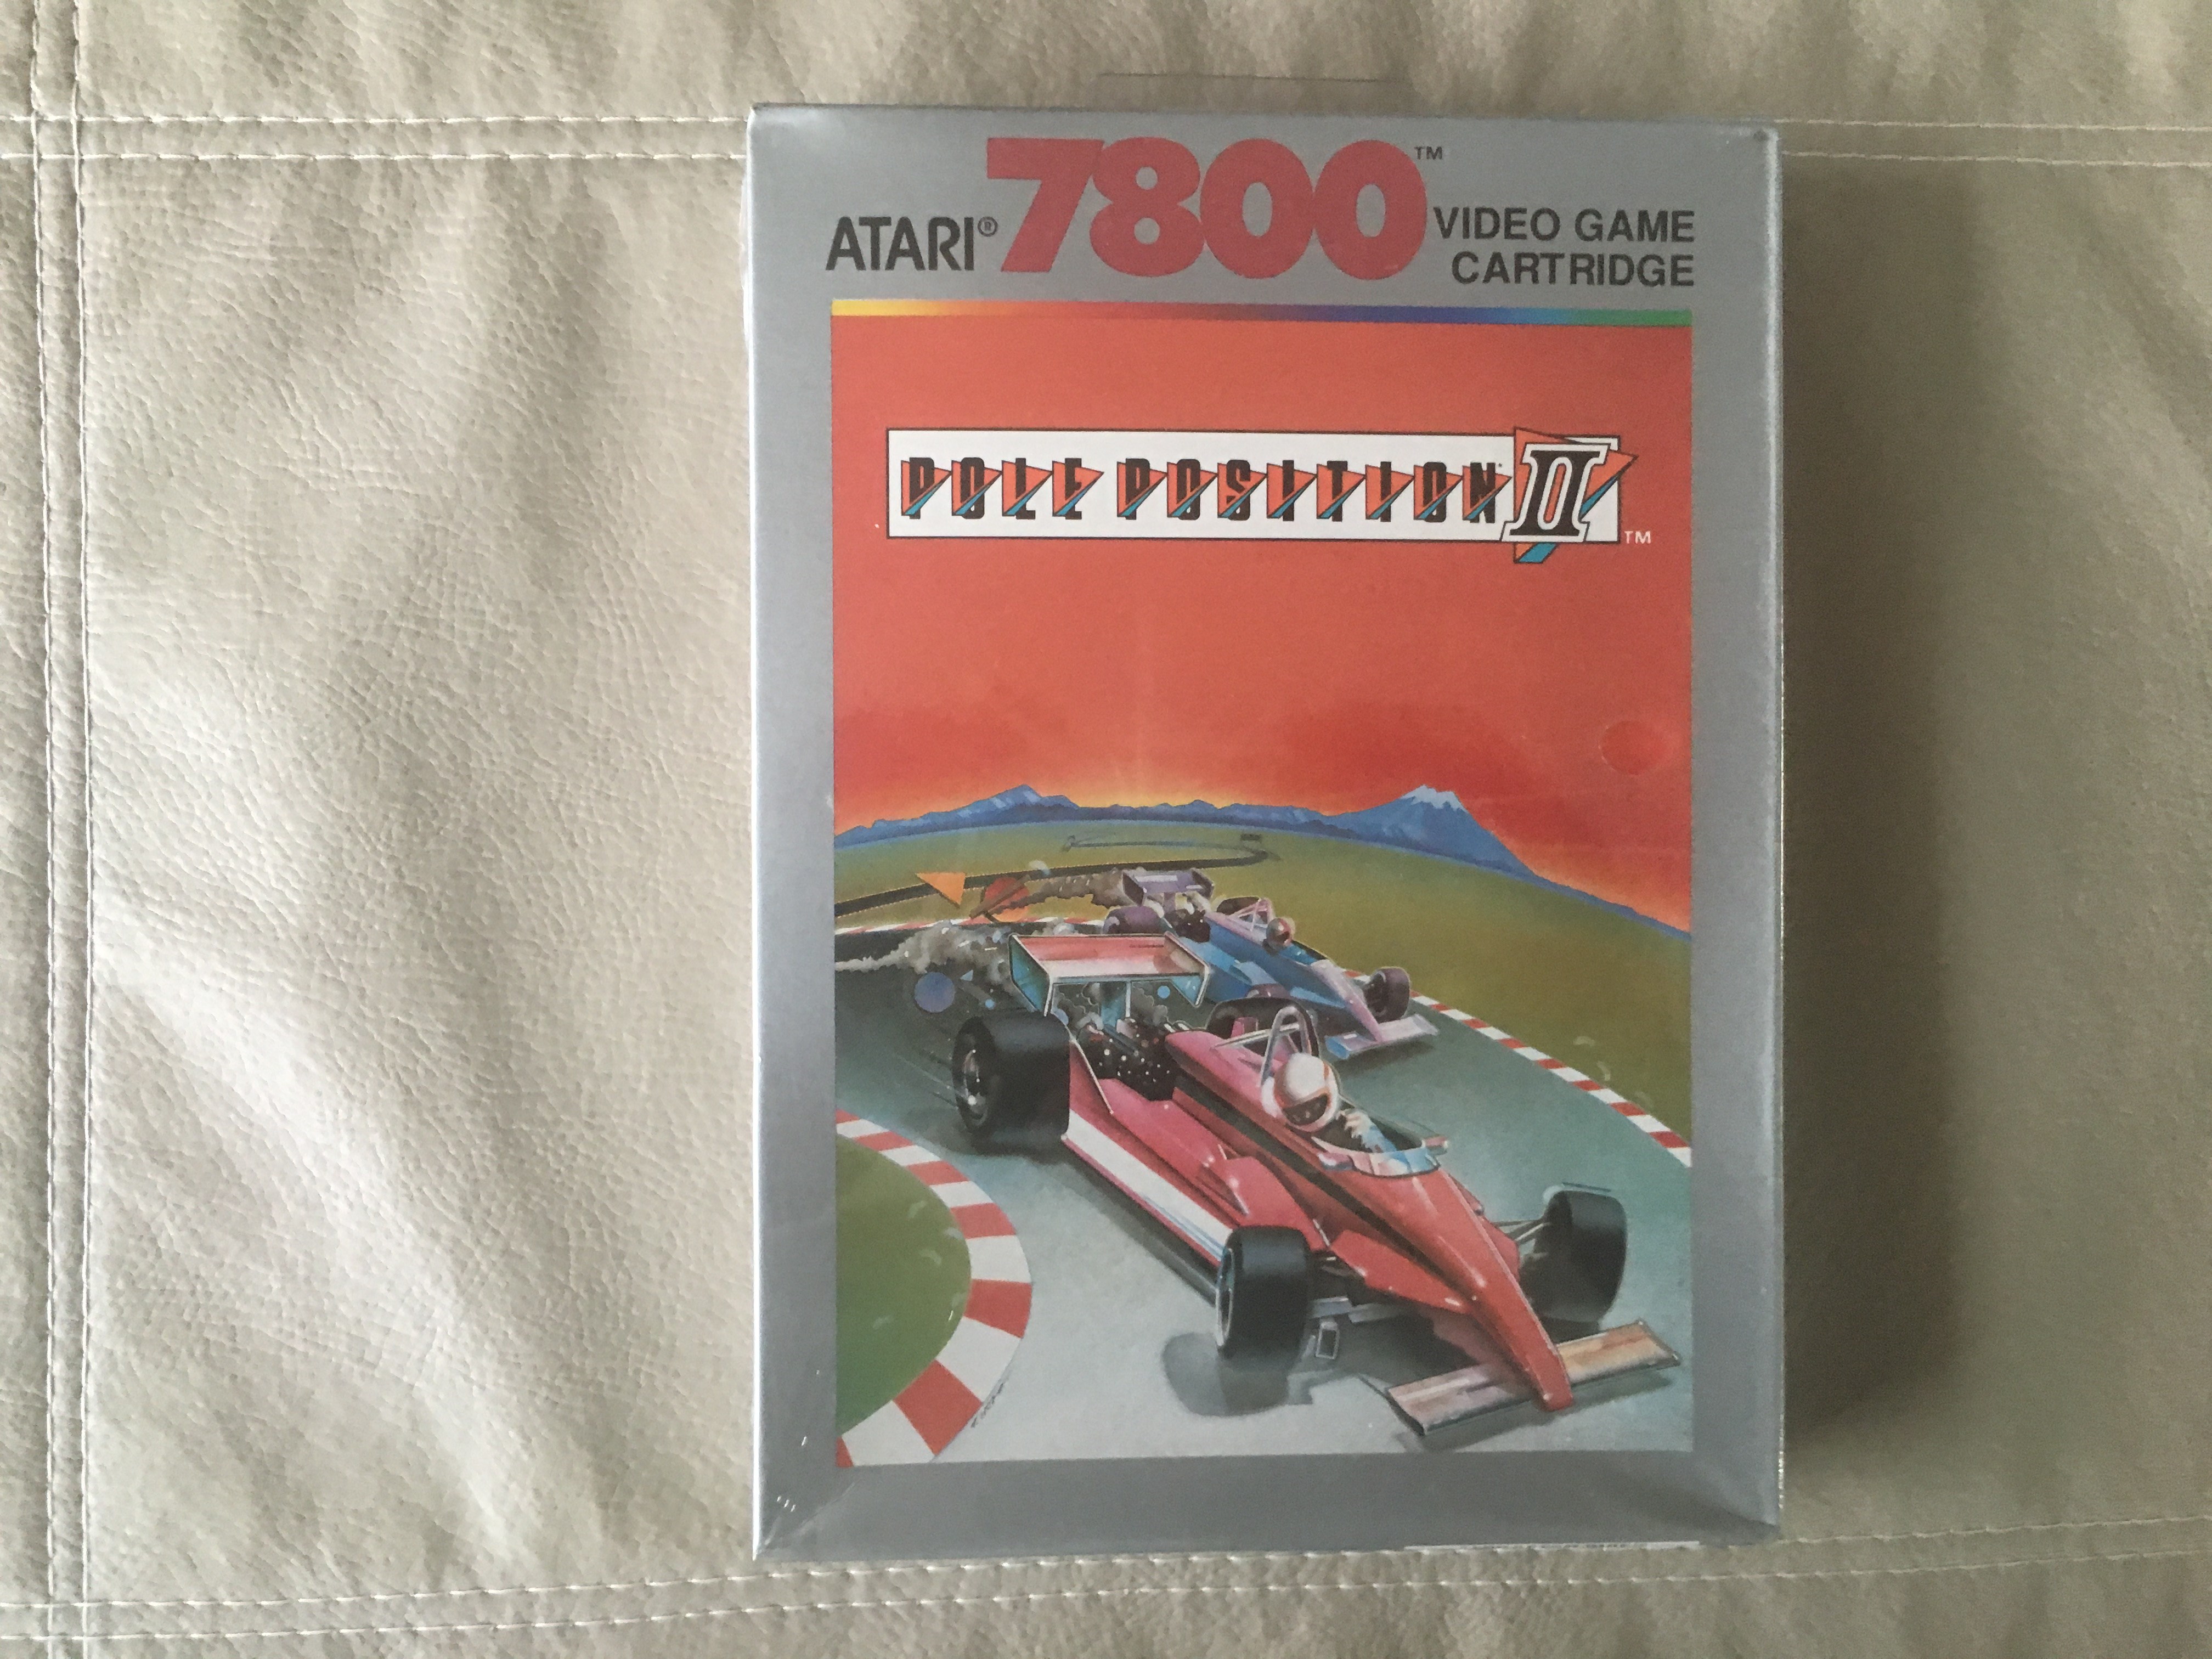 ATARI® 7800™ VIDEO GAME
CARTRIDGE
POLE POSITION II™